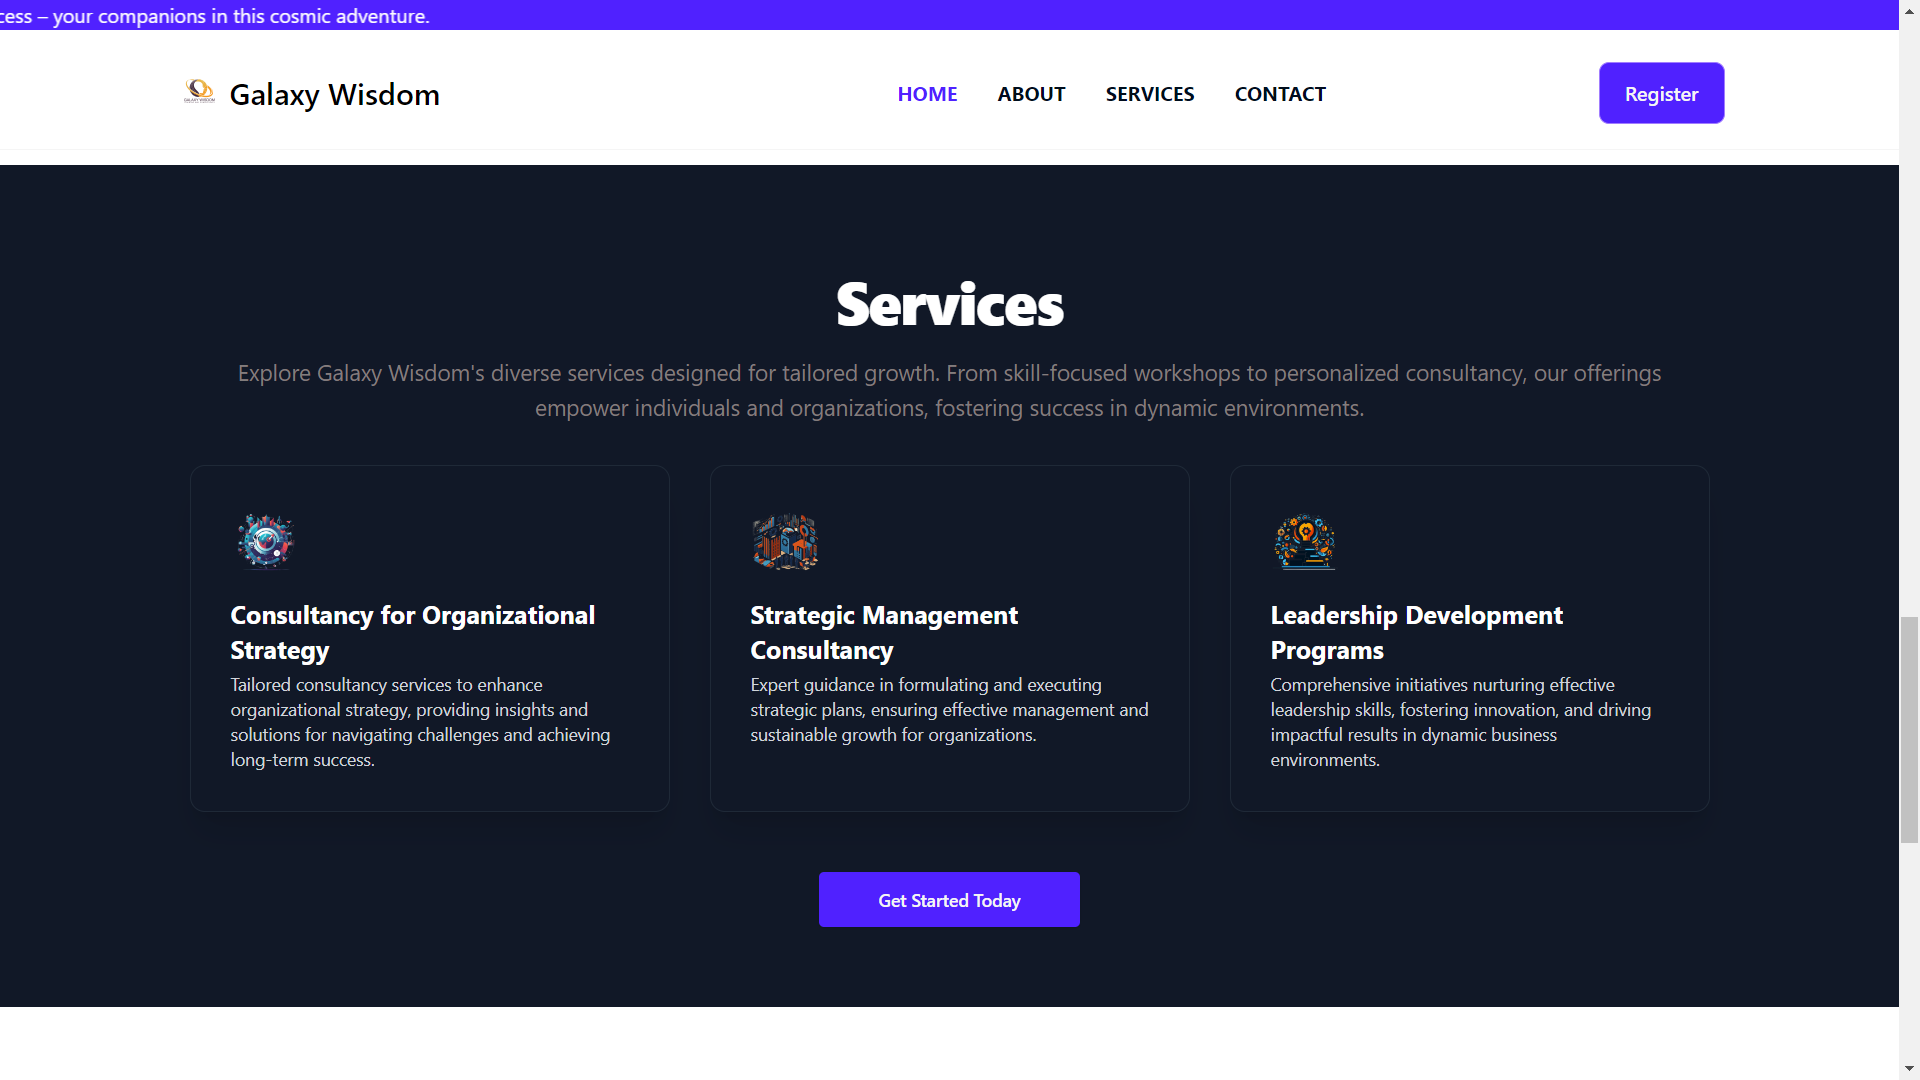 cess – your companions in this cosmic adventure.
Galaxy Wisdom
HOME ABOUT SERVICES CONTACT
Register
Services
Explore Galaxy Wisdom's diverse services designed for tailored growth. From skill-focused workshops to personalized consultancy, our offerings
empower individuals and organizations, fostering success in dynamic environments.
Consultancy for Organizational
Strategy
Tailored consultancy services to enhance
organizational strategy, providing insights and
solutions for navigating challenges and achieving
long-term success.
Strategic Management
Consultancy
Expert guidance in formulating and executing
strategic plans, ensuring effective management and
sustainable growth for organizations.
Leadership Development
Programs
Comprehensive initiatives nurturing effective
leadership skills, fostering innovation, and driving
impactful results in dynamic business
environments.
Get Started Today